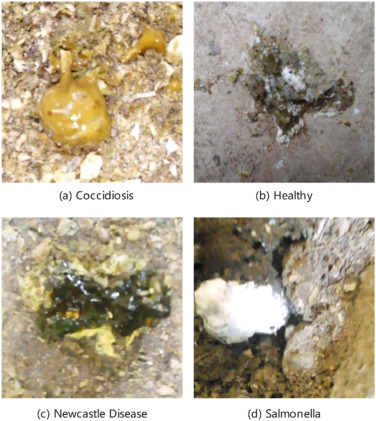 (a) Coccidiosis
(b) Healthy
(c) Newcastle Disease
(d) Salmonella